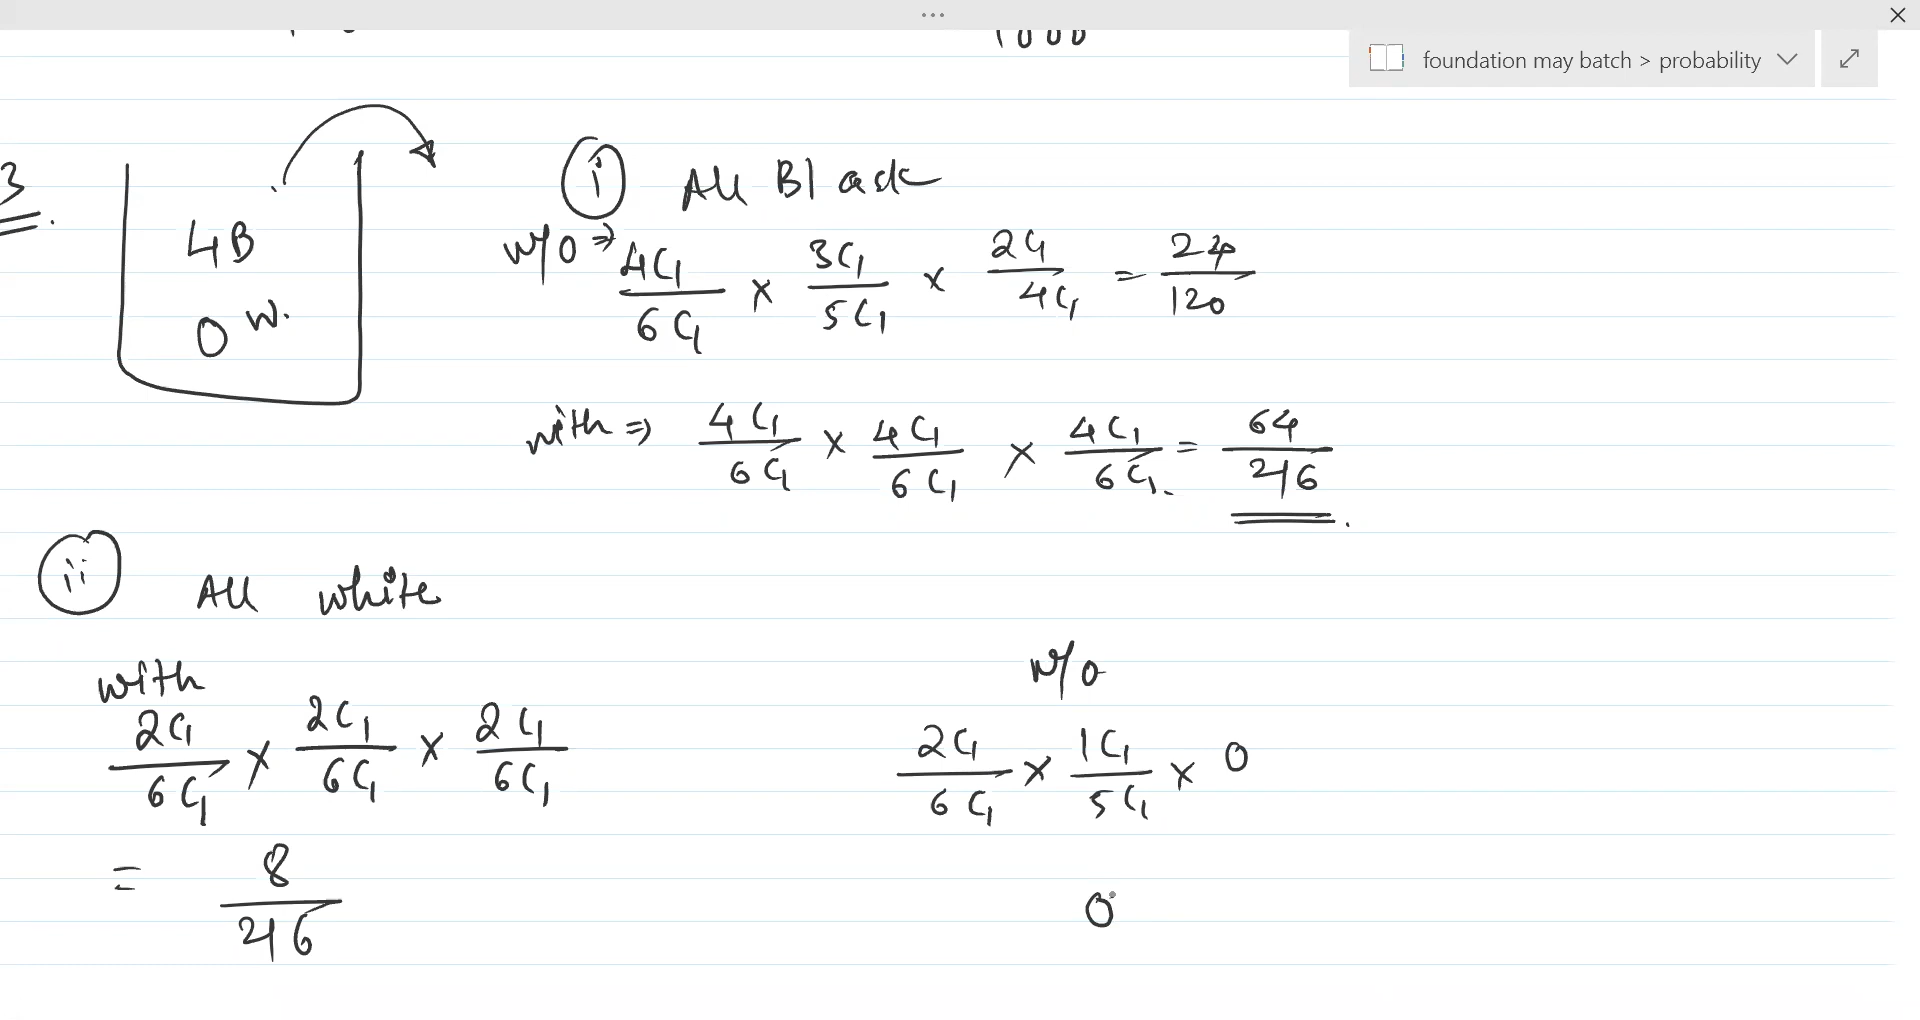 1000
foundation may batch > probability
3.
4B
0 W.
i All Black
w/o ⇒ 4C1/6C1 × 3C1/5C1 × 2C1/4C1 = 24/120
with ⇒ 4C1/6C1 × 4C1/6C1 × 4C1/6C1 = 64/216
ii All white
with
2C1/6C1 × 2C1/6C1 × 2C1/6C1
= 8/216
w/o
2C1/6C1 × 1C1/5C1 × 0
0